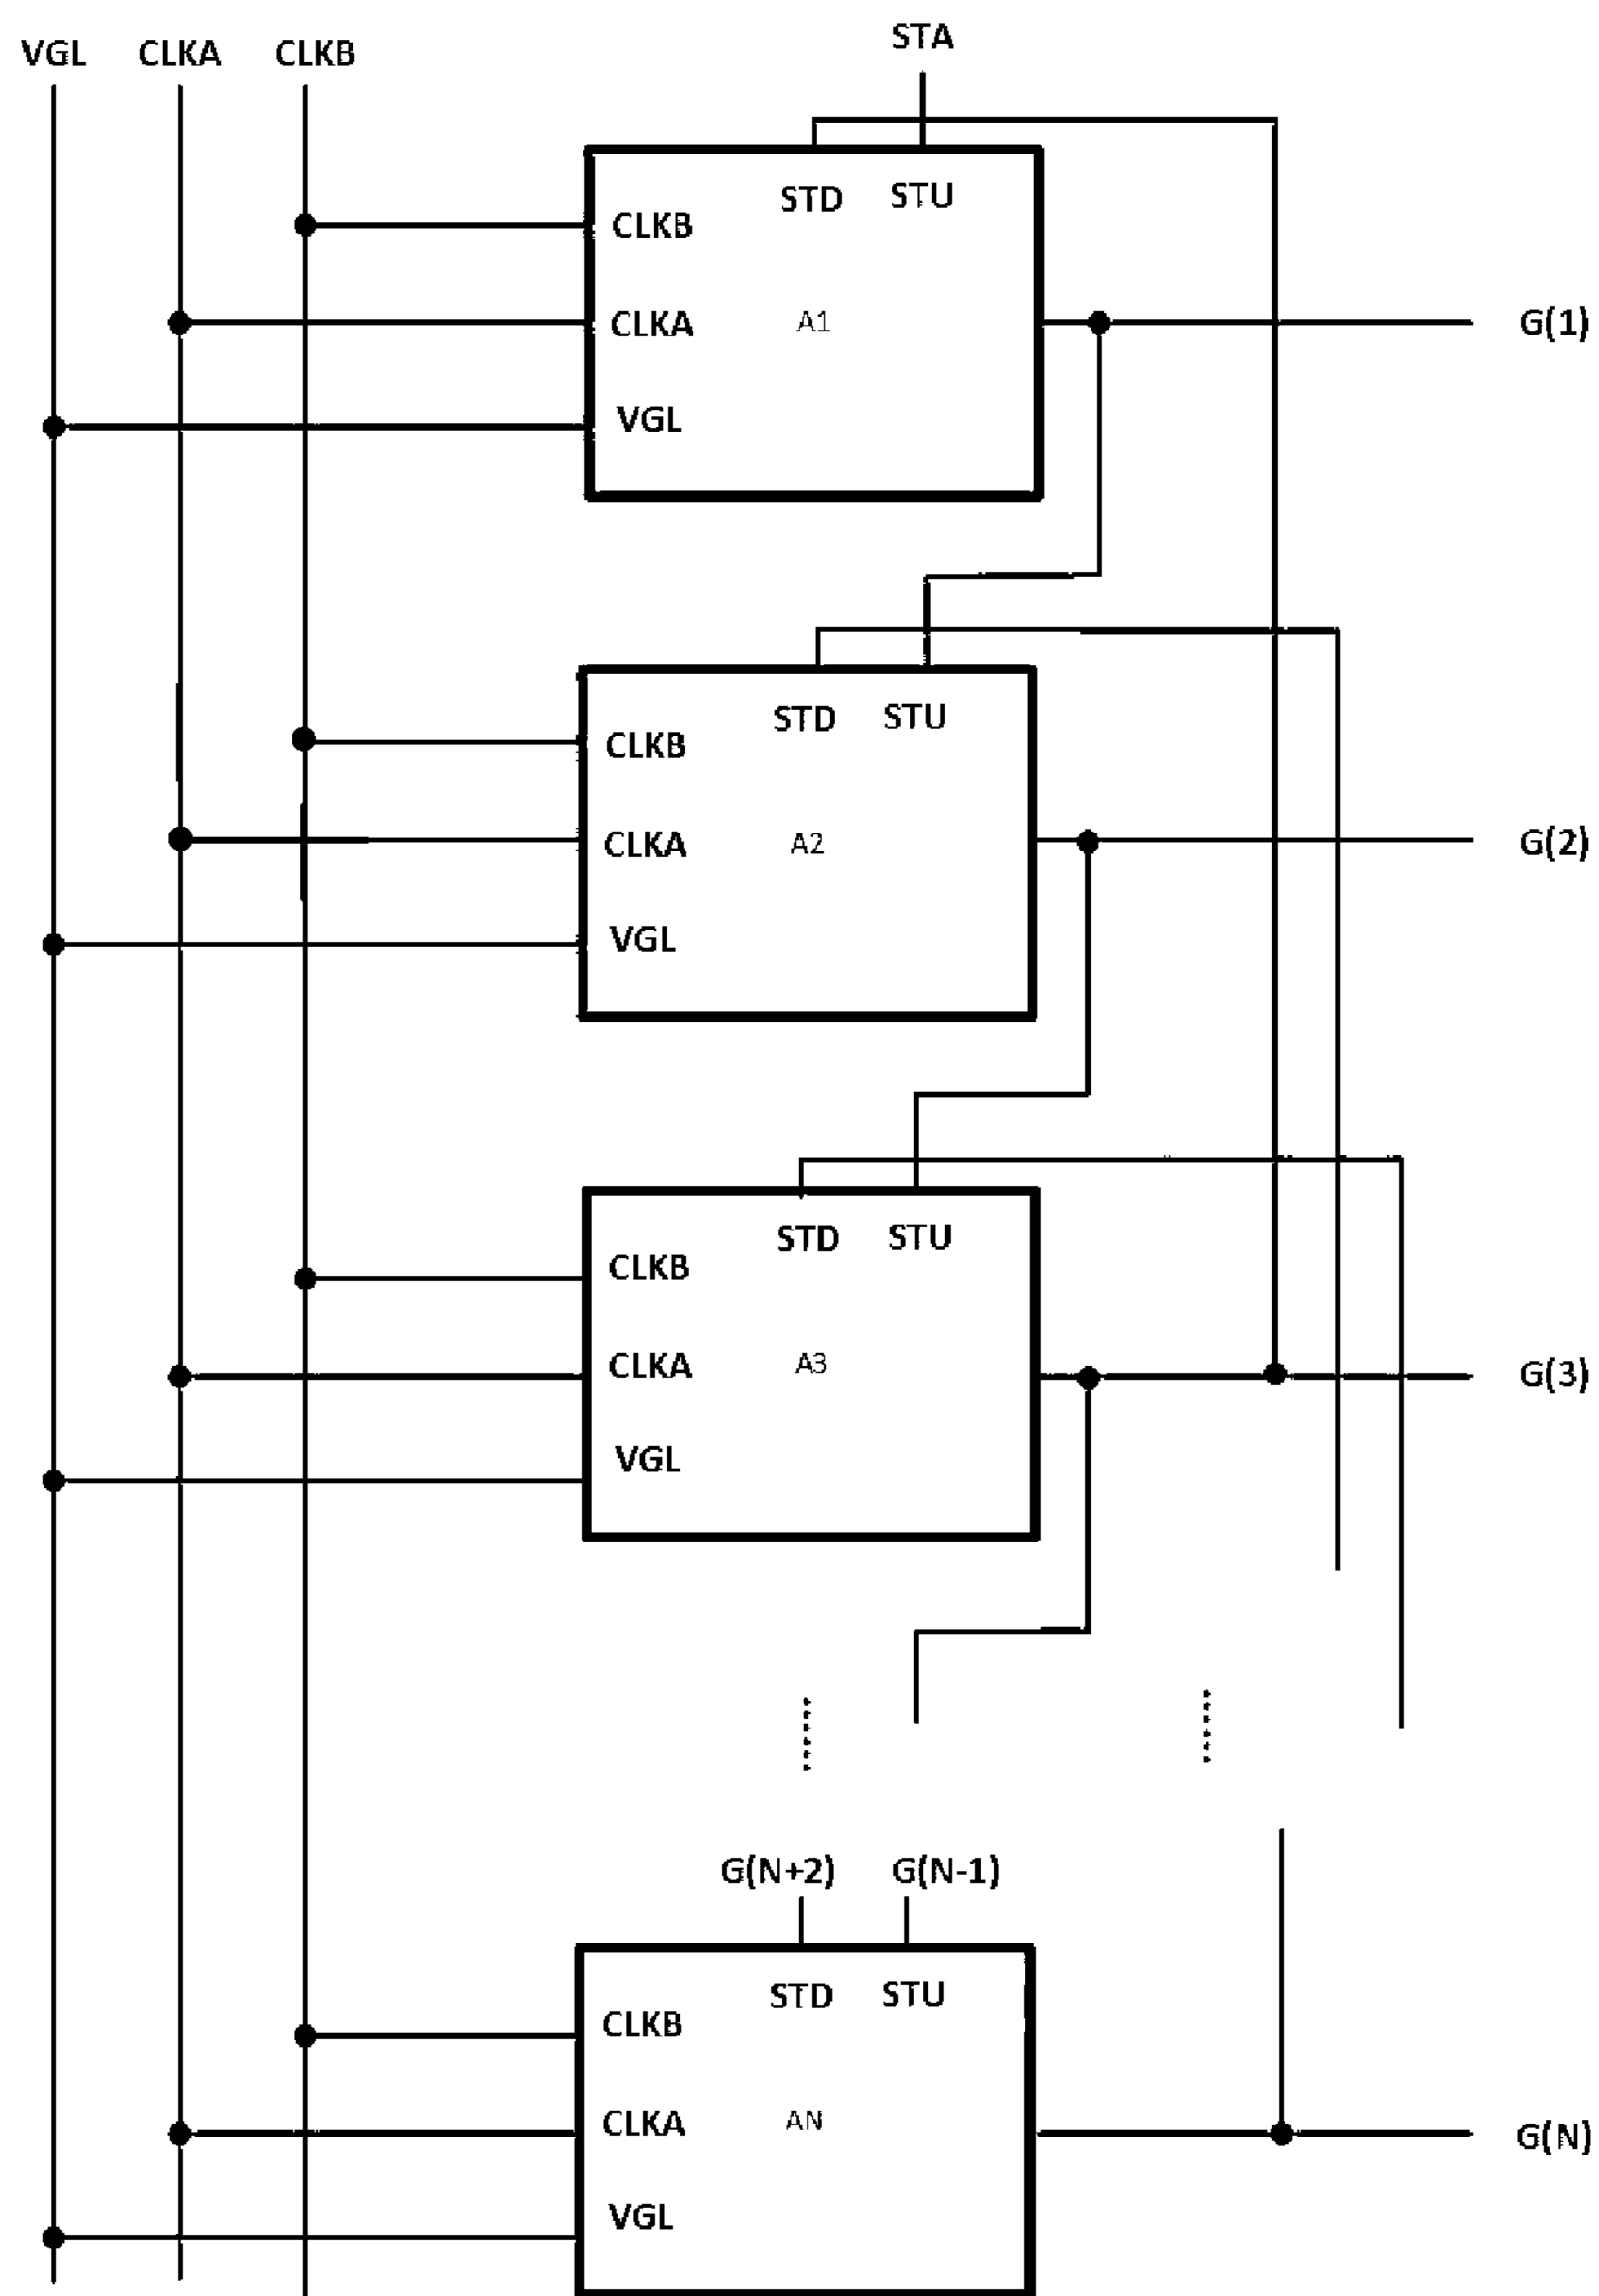 STA
VGL CLKA CLKB
STD STU
CLKB
CLKA A1 G(1)
VGL
STD STU
CLKB
CLKA A2 G(2)
VGL
STD STU
CLKB
CLKA A3 G(3)
VGL
G(N+2) G(N-1)
STD STU
CLKB
CLKA AN G(N)
VGL